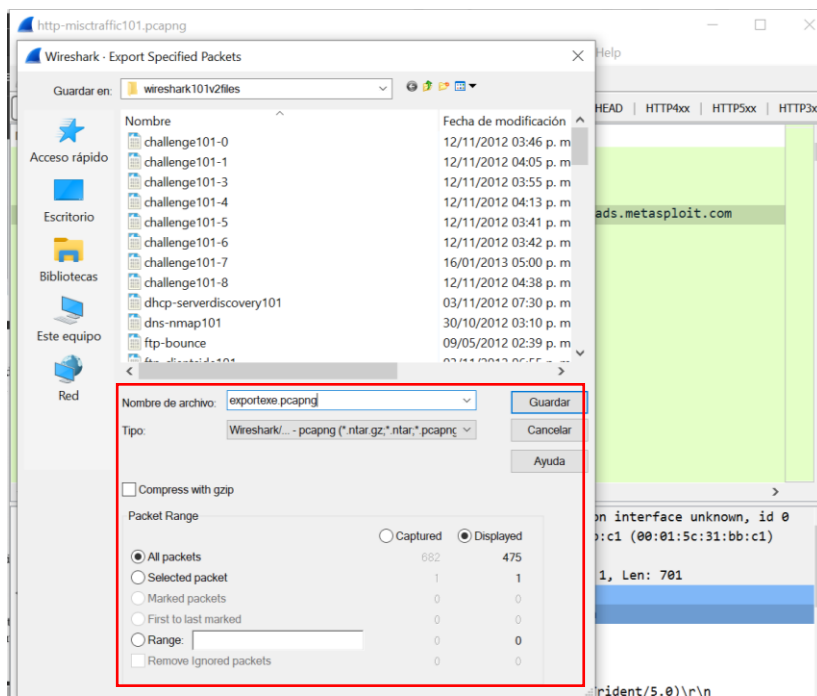 http-misctraffic101.pcapng
Wireshark · Export Specified Packets
Help
Guardar en: wireshark101v2files
HEAD | HTTP4xx | HTTP5xx | HTTP3x
Nombre Fecha de modificación
Acceso rápido
Escritorio
Bibliotecas
Este equipo
Red
challenge101-0 12/11/2012 03:46 p. m
challenge101-1 12/11/2012 04:05 p. m
challenge101-3 12/11/2012 03:55 p. m
challenge101-4 12/11/2012 04:13 p. m
challenge101-5 12/11/2012 03:41 p. m
challenge101-6 12/11/2012 03:42 p. m
challenge101-7 16/01/2013 05:00 p. m
challenge101-8 12/11/2012 04:38 p. m
dhcp-serverdiscovery101 03/11/2012 07:30 p. m
dns-nmap101 30/10/2012 03:10 p. m
ftp-bounce 09/05/2012 02:39 p. m
ads.metasploit.com
Nombre de archivo: exportexe.pcapng Guardar
Tipo: Wireshark/... - pcapng (*.ntar.gz;*.ntar;*.pcapng Cancelar
Ayuda
Compress with gzip
Packet Range
Captured Displayed
All packets 682 475
Selected packet 1 1
Marked packets 0 0
First to last marked 0 0
Range: 0 0
Remove Ignored packets 0 0
on interface unknown, id 0
:c1 (00:01:5c:31:bb:c1)
1, Len: 701
rident/5.0)\r\n